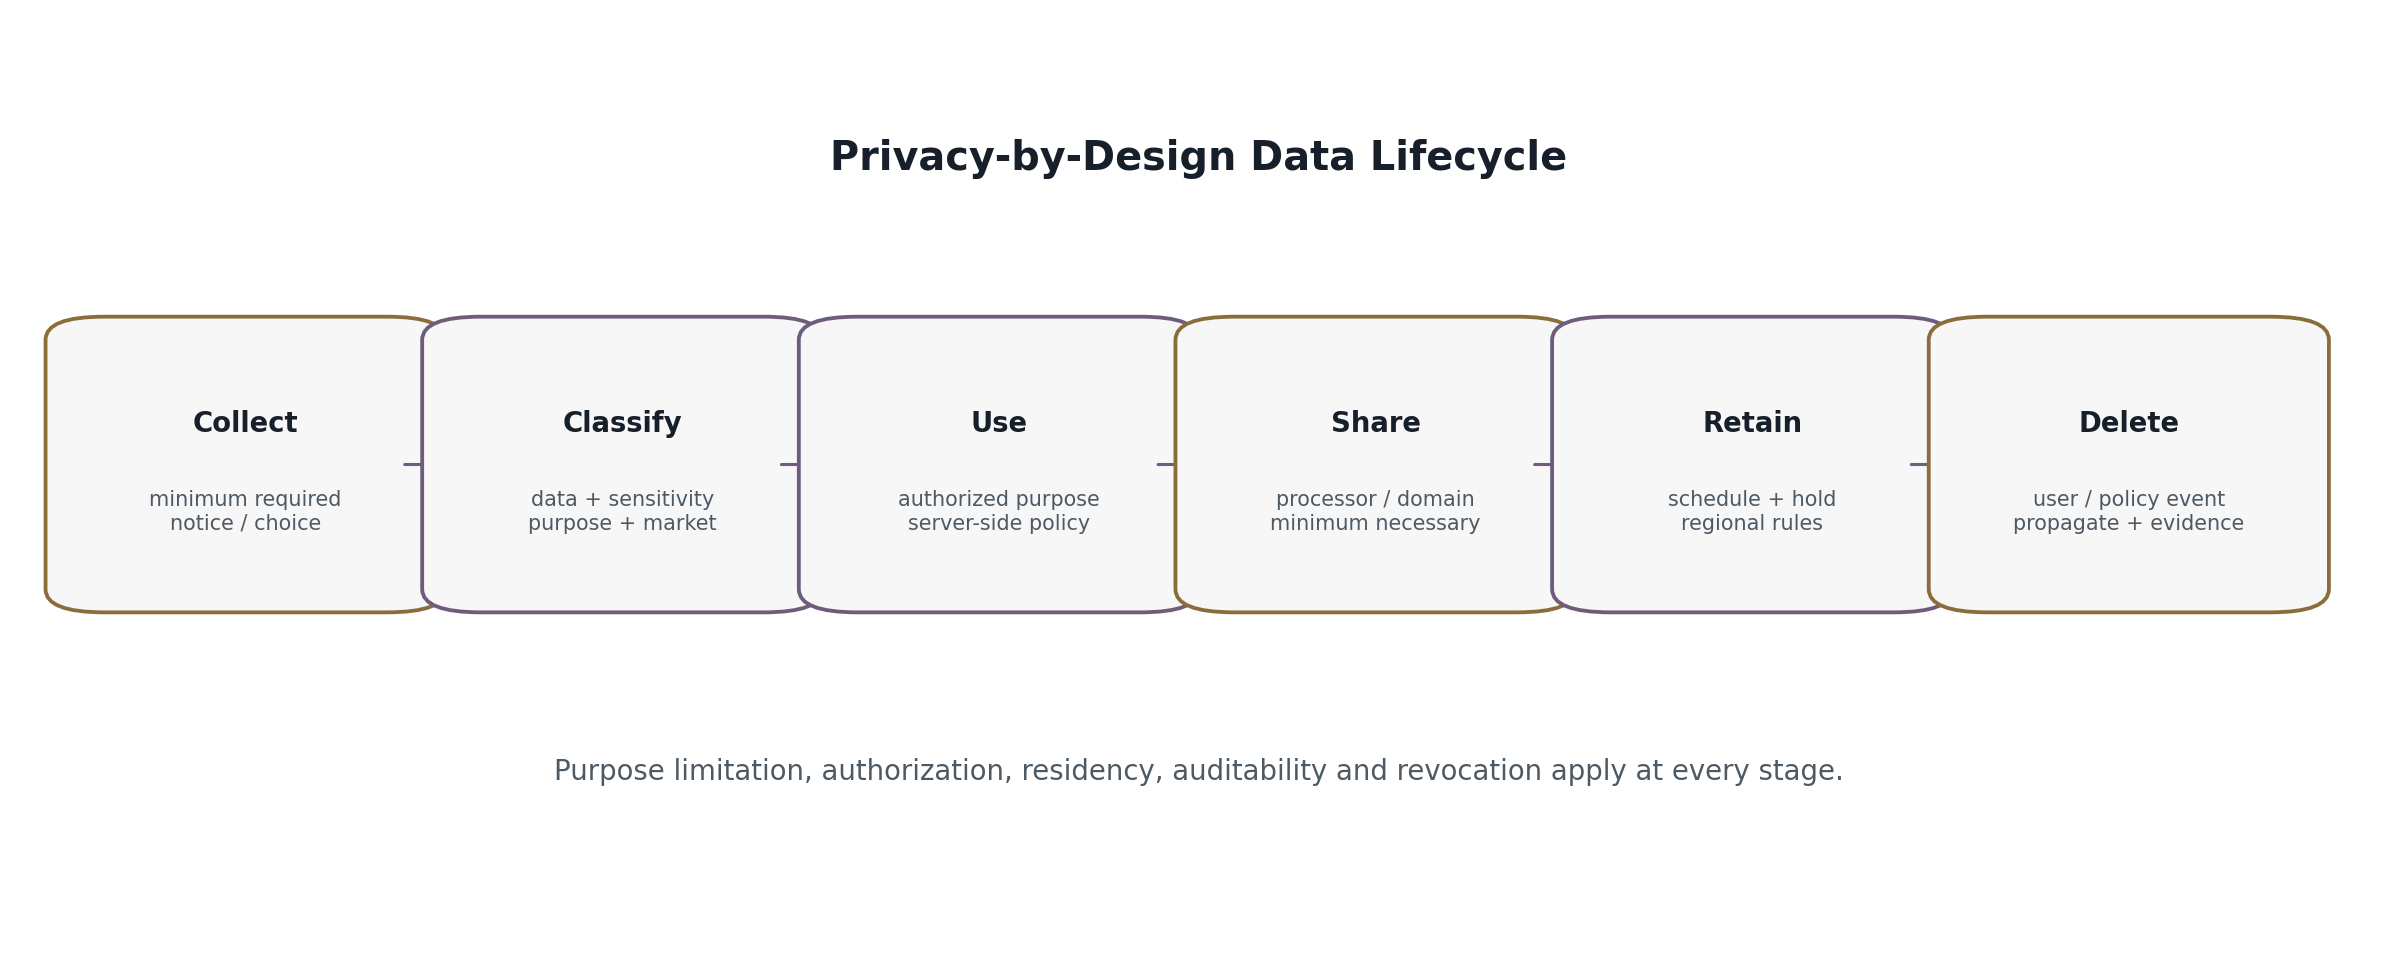 Privacy-by-Design Data Lifecycle
Collect
minimum required
notice / choice
Classify
data + sensitivity
purpose + market
Use
authorized purpose
server-side policy
Share
processor / domain
minimum necessary
Retain
schedule + hold
regional rules
Delete
user / policy event
propagate + evidence
Purpose limitation, authorization, residency, auditability and revocation apply at every stage.